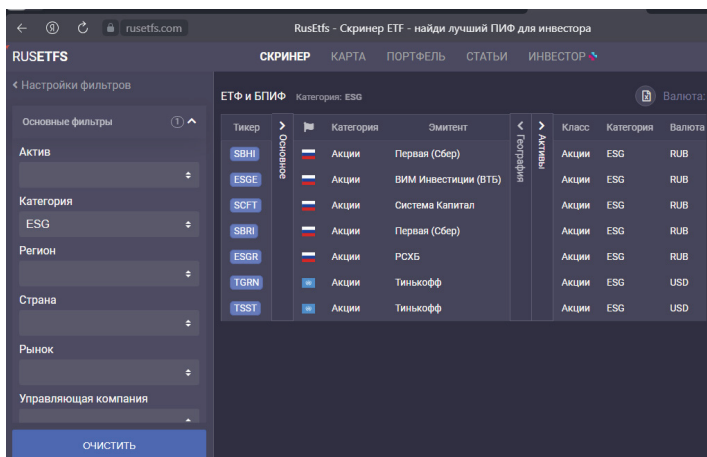 rusetfs.com RusEtfs - Скринер ETF - найди лучший ПИФ для инвестора
RUSETFS СКРИНЕР КАРТА ПОРТФЕЛЬ СТАТЬИ ИНВЕСТОР
Настройки фильтров
Основные фильтры 1
Актив
Категория
ESG
Регион
Страна
Рынок
Управляющая компания
ОЧИСТИТЬ
ЕТФ и БПИФ Категория: ESG Валюта:
Тикер Основное Категория Эмитент География Активы Класс Категория Валюта
SBHI Акции Первая (Сбер) Акции ESG RUB
ESGE Акции ВИМ Инвестиции (ВТБ) Акции ESG RUB
SCFT Акции Система Капитал Акции ESG RUB
SBRI Акции Первая (Сбер) Акции ESG RUB
ESGR Акции РСХБ Акции ESG RUB
TGRN Акции Тинькофф Акции ESG USD
TSST Акции Тинькофф Акции ESG USD